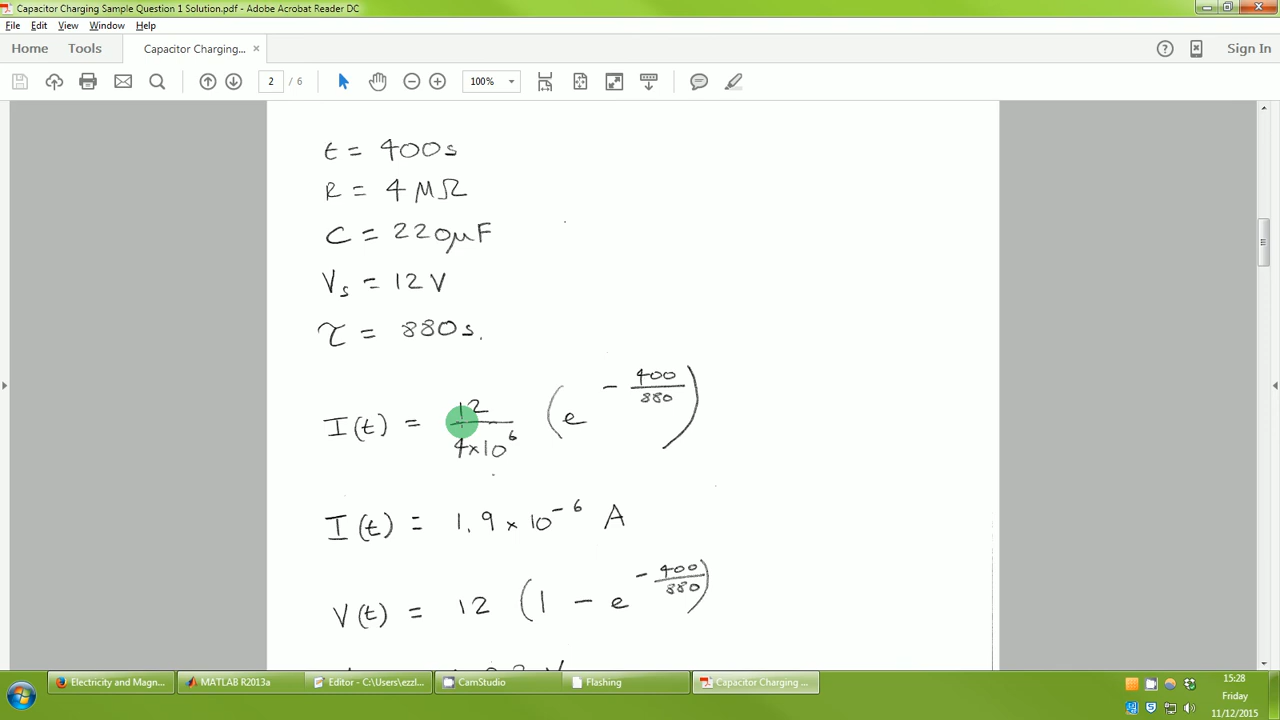 Capacitor Charging Sample Question 1 Solution.pdf - Adobe Acrobat Reader DC
File Edit View Window Help
Home Tools Capacitor Charging... × Sign In
2 / 6 100%
t = 400s
R = 4 MΩ
C = 220μF
Vs = 12 V
τ = 880s.
I(t) = 12 / 4×10^6 (e^(-400/880))
I(t) = 1.9 × 10^-6 A
V(t) = 12 (1 - e^(-400/880))
Electricity and Magn... MATLAB R2013a Editor - C:\Users\ezzl... CamStudio Flashing Capacitor Charging ...
15:28
Friday
11/12/2015